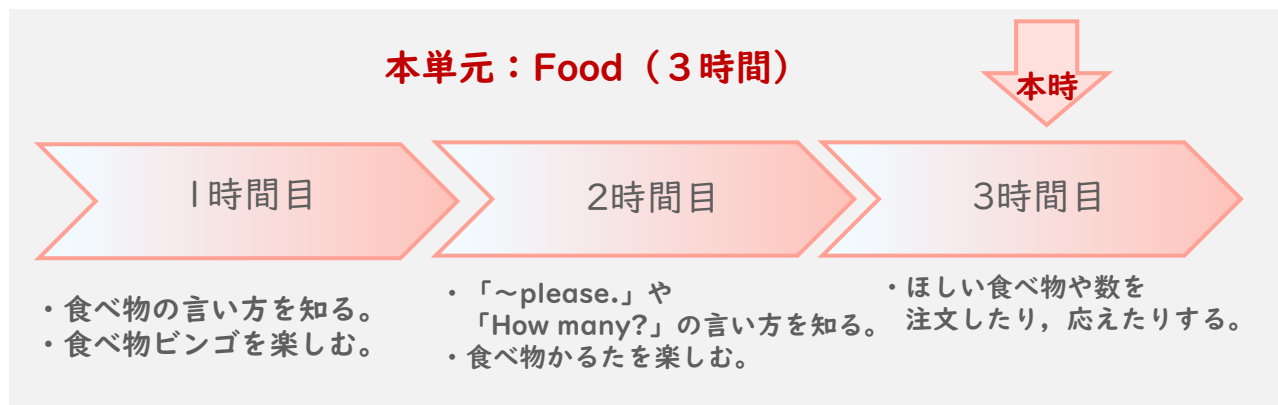 本単元：Food（３時間）
本時
1時間目
・食べ物の言い方を知る。
・食べ物ビンゴを楽しむ。
2時間目
・「～please.」や
「How many?」の言い方を知る。
・食べ物かるたを楽しむ。
3時間目
・ほしい食べ物や数を
注文したり，応えたりする。